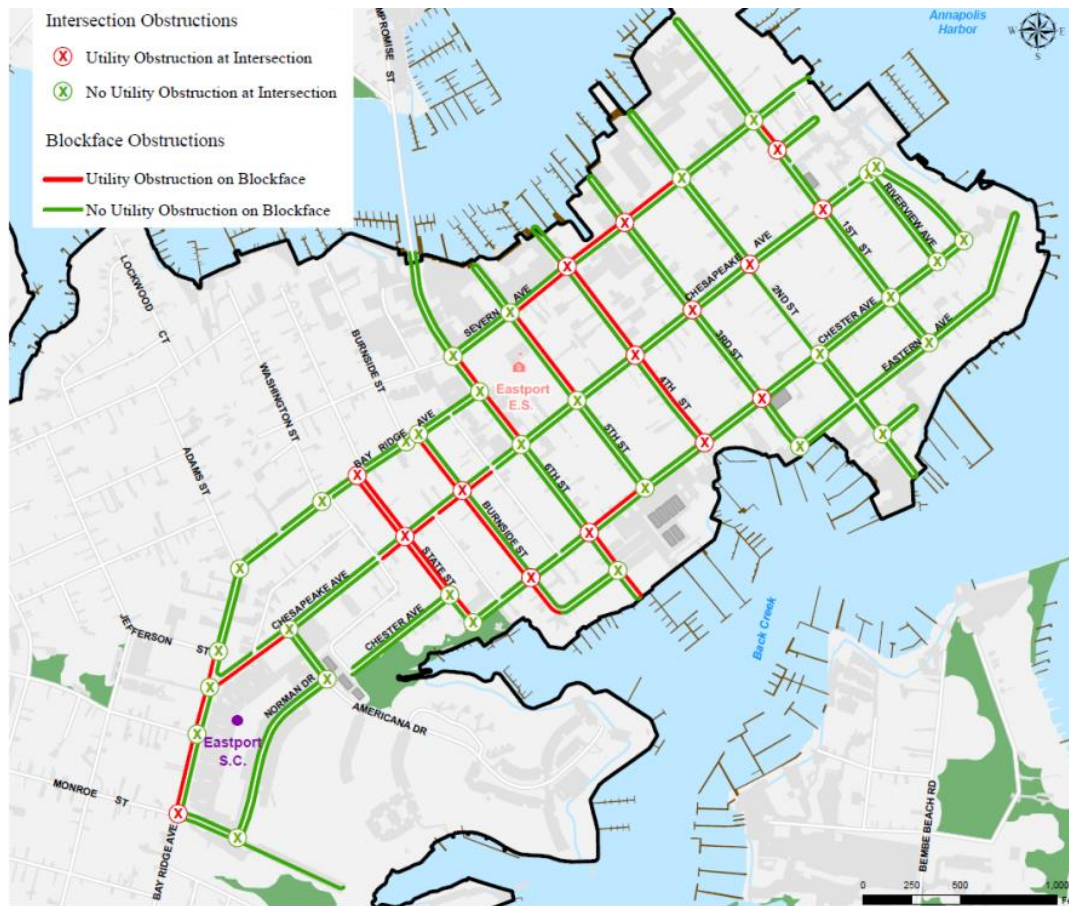 Intersection Obstructions
X Utility Obstruction at Intersection
X No Utility Obstruction at Intersection
Blockface Obstructions
Utility Obstruction on Blockface
No Utility Obstruction on Blockface
MPROMISE ST
Annapolis
Harbor
N
W E
S
RIVERVIEW AVE
1ST ST
CHESAPEAKE AVE
2ND ST
CHESTER AVE
EASTERN AVE
3RD ST
SEVERN AVE
LOCKWOOD CT
BURNSIDE ST
WASHINGTON ST
ADAMS ST
Eastport
E.S.
4TH ST
5TH ST
6TH ST
BAY RIDGE AVE
BURNSIDE ST
STATE ST
CHESAPEAKE AVE
CHESTER AVE
JEFFERSON ST
NORMAN DR
AMERICANA DR
Eastport
S.C.
MONROE ST
BAY RIDGE AVE
Back Creek
BEMBE BEACH RD
0 250 500 1,000